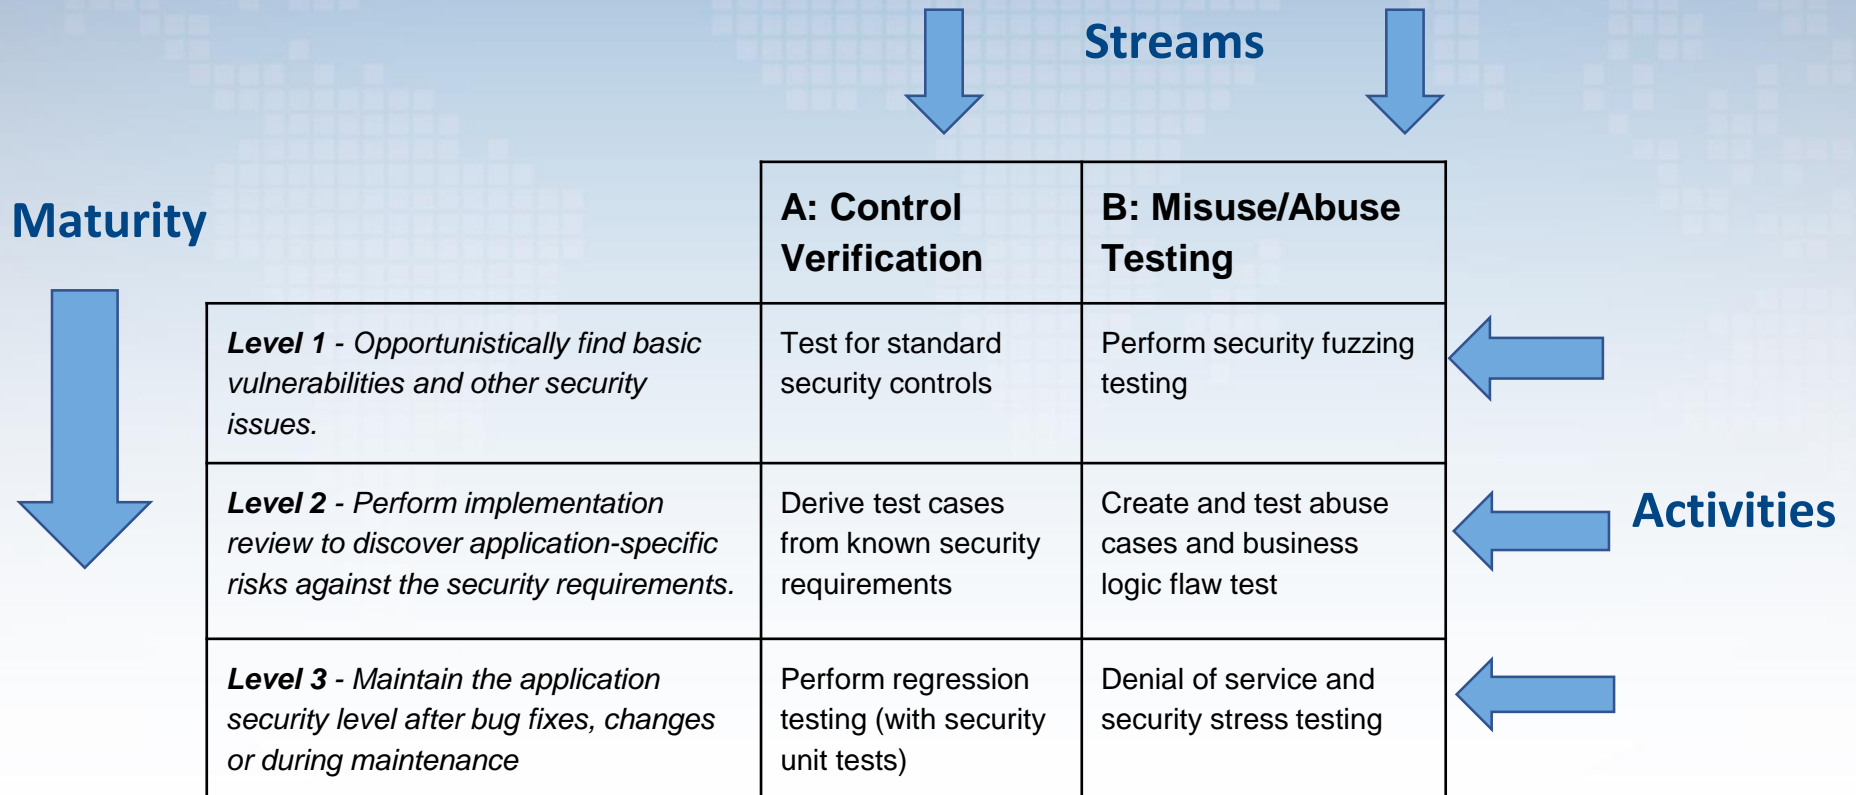 Streams
Maturity
A: Control
Verification
B: Misuse/Abuse
Testing
Level 1 - Opportunistically find basic
vulnerabilities and other security
issues.
Test for standard
security controls
Perform security fuzzing
testing
Level 2 - Perform implementation
review to discover application-specific
risks against the security requirements.
Derive test cases
from known security
requirements
Create and test abuse
cases and business
logic flaw test
Activities
Level 3 - Maintain the application
security level after bug fixes, changes
or during maintenance
Perform regression
testing (with security
unit tests)
Denial of service and
security stress testing